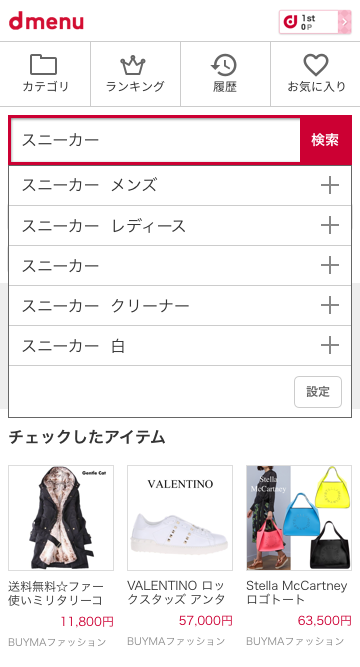 dmenu
d 1st
0P
カテゴリ
ランキング
履歴
お気に入り
スニーカー
検索
スニーカー メンズ
スニーカー レディース
スニーカー
スニーカー クリーナー
スニーカー 白
設定
チェックしたアイテム
Gentle Cat
VALENTINO
Stella
McCartney
送料無料☆ファー
使いミリタリーコ
11,800円
BUYMAファッション
VALENTINO ロッ
クスタッズ アンタ
57,000円
BUYMAファッション
Stella McCartney
ロゴトート
63,500円
BUYMAファッション